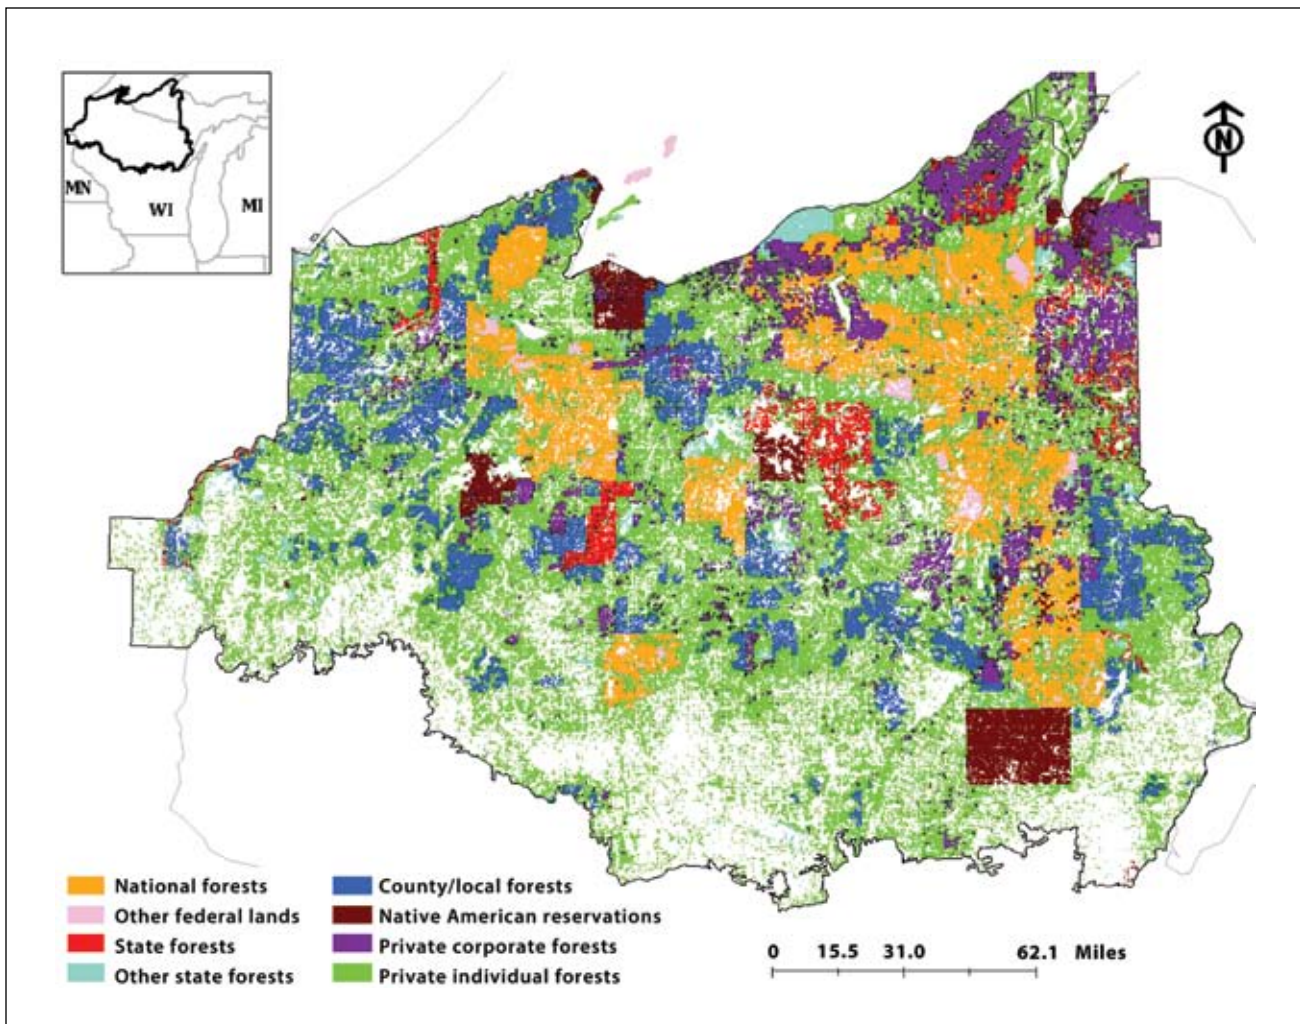 MN
WI
MI
N
National forests
Other federal lands
State forests
Other state forests
County/local forests
Native American reservations
Private corporate forests
Private individual forests
0 15.5 31.0 62.1 Miles